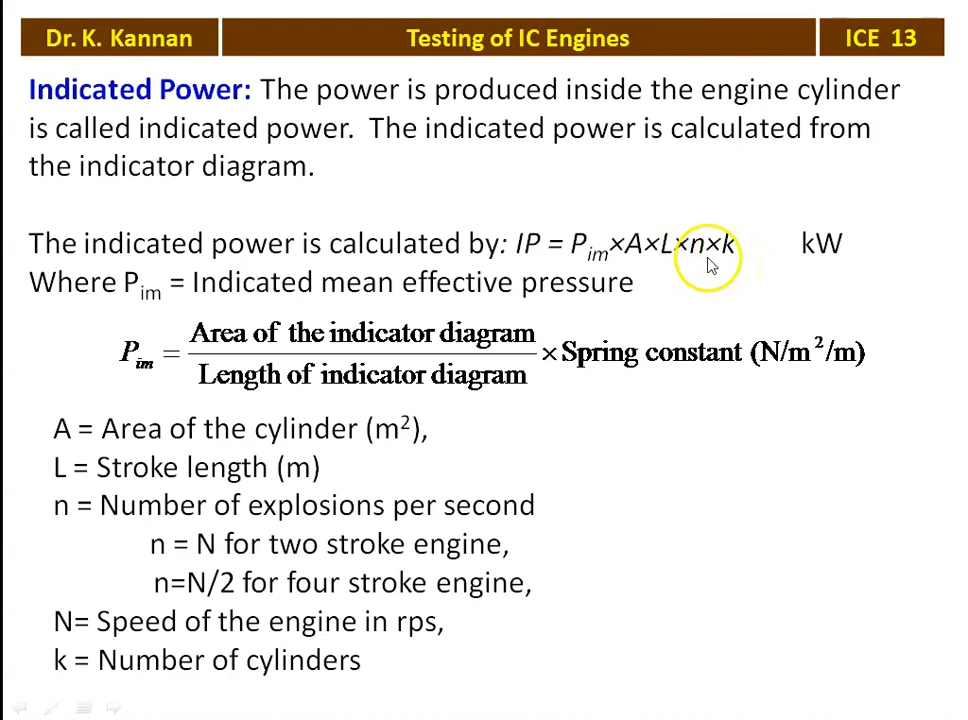 Dr. K. Kannan Testing of IC Engines ICE 13
Indicated Power: The power is produced inside the engine cylinder
is called indicated power. The indicated power is calculated from
the indicator diagram.
The indicated power is calculated by: IP = Pim×A×L×n×k kW
Where Pim = Indicated mean effective pressure
Pim = Area of the indicator diagram / Length of indicator diagram × Spring constant (N/m²/m)
A = Area of the cylinder (m²),
L = Stroke length (m)
n = Number of explosions per second
n = N for two stroke engine,
n=N/2 for four stroke engine,
N= Speed of the engine in rps,
k = Number of cylinders